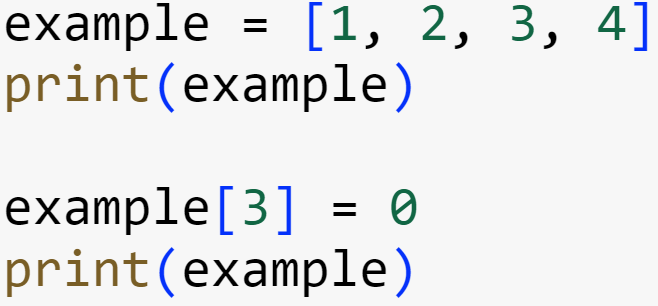 example = [1, 2, 3, 4]
print(example)
example[3] = 0
print(example)